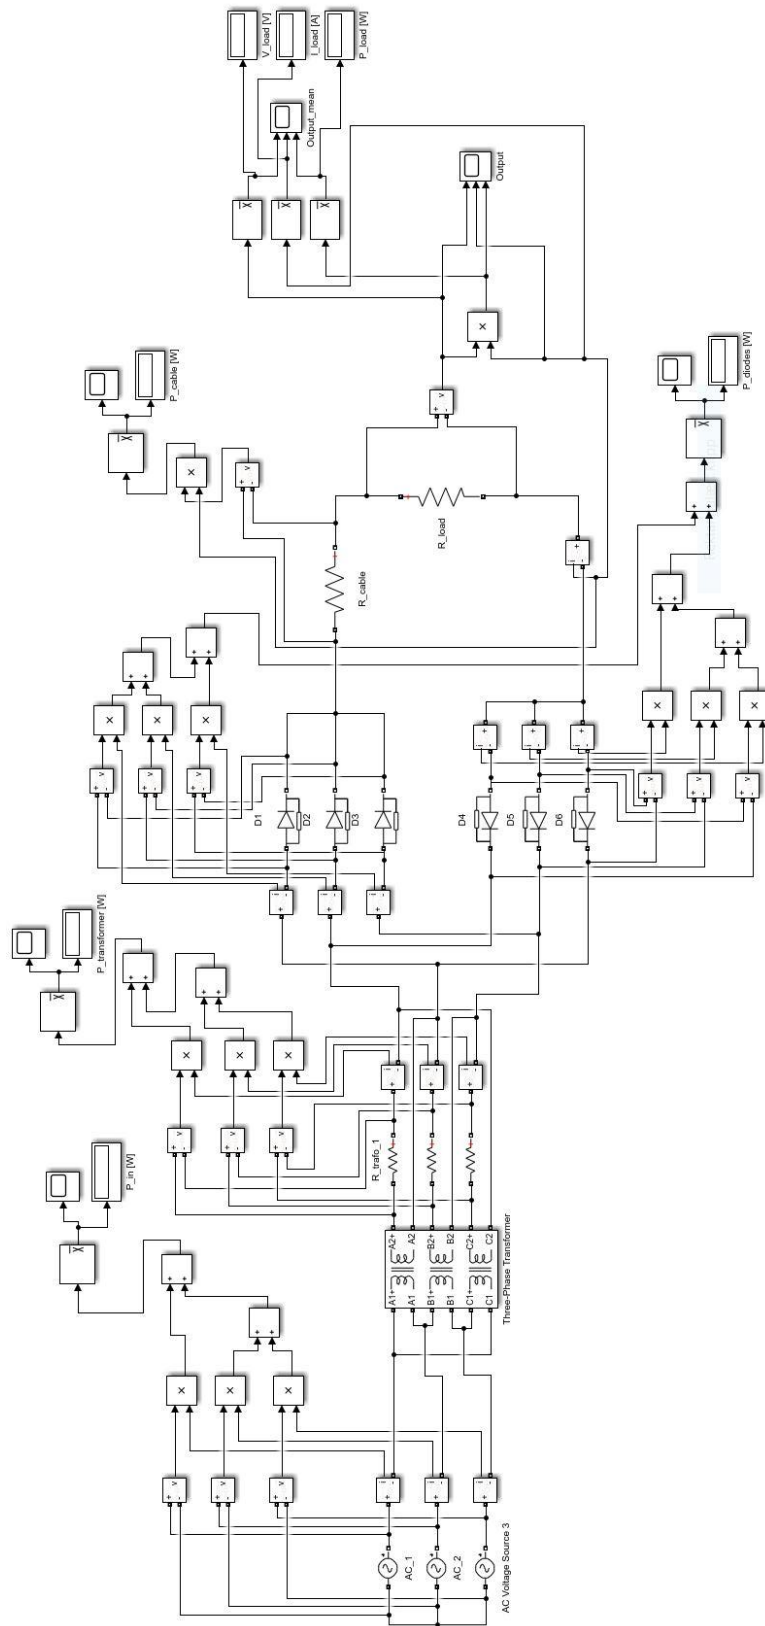 V_load [V]
I_load [A]
P_load [W]
Output_mean
Output
P_cable [W]
P_diodes [W]
R_load
R_cable
D1
D2
D3
D4
D5
D6
P_transformer [W]
P_in [W]
R_trafo_1
A1+
A2+
A1
A2
B1+
B2+
B1
B2
C1+
C2+
C1
C2
Three-Phase Transformer
AC_1
AC_2
AC Voltage Source 3